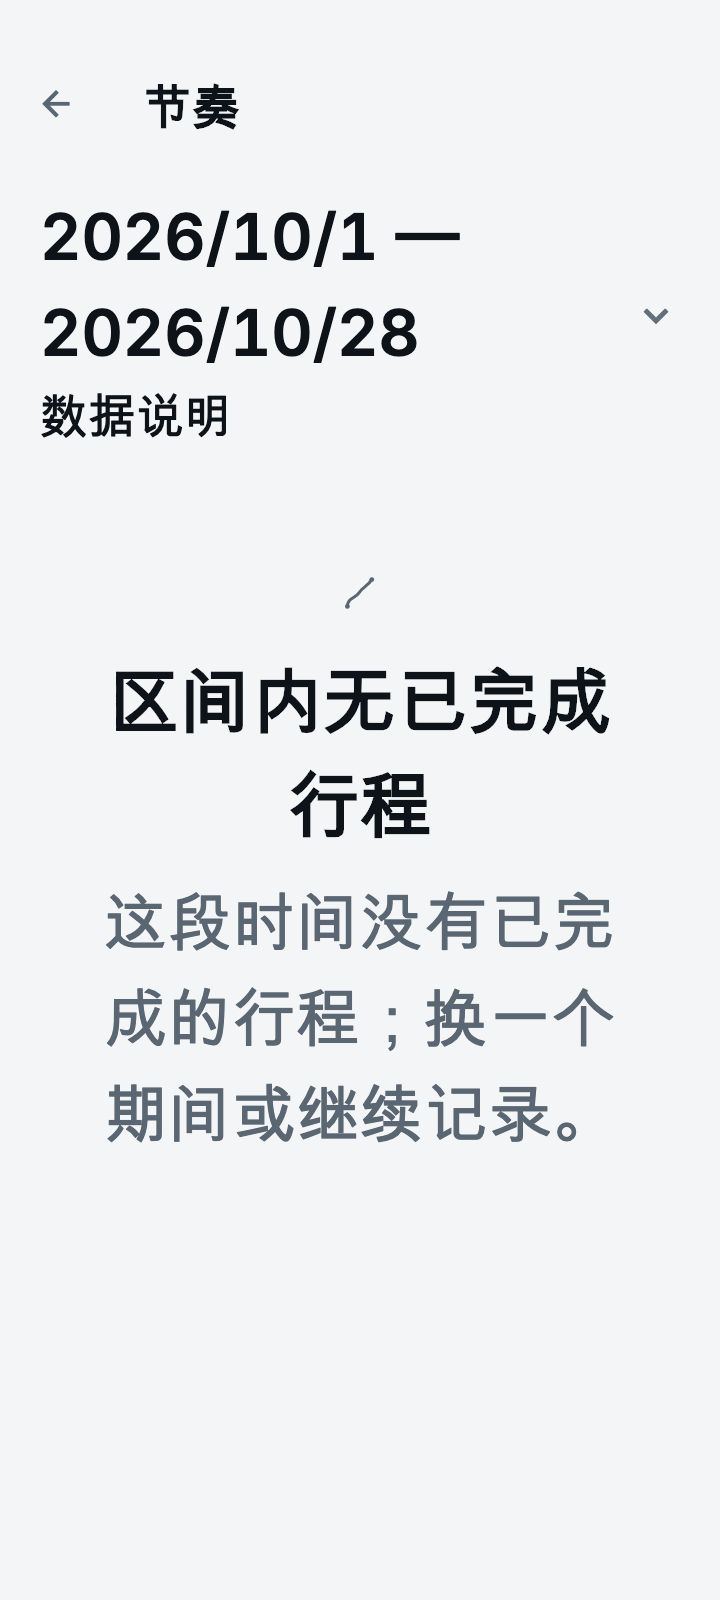 节奏
2026/10/1 —
2026/10/28
数据说明
区间内无已完成
行程
这段时间没有已完
成的行程；换一个
期间或继续记录。